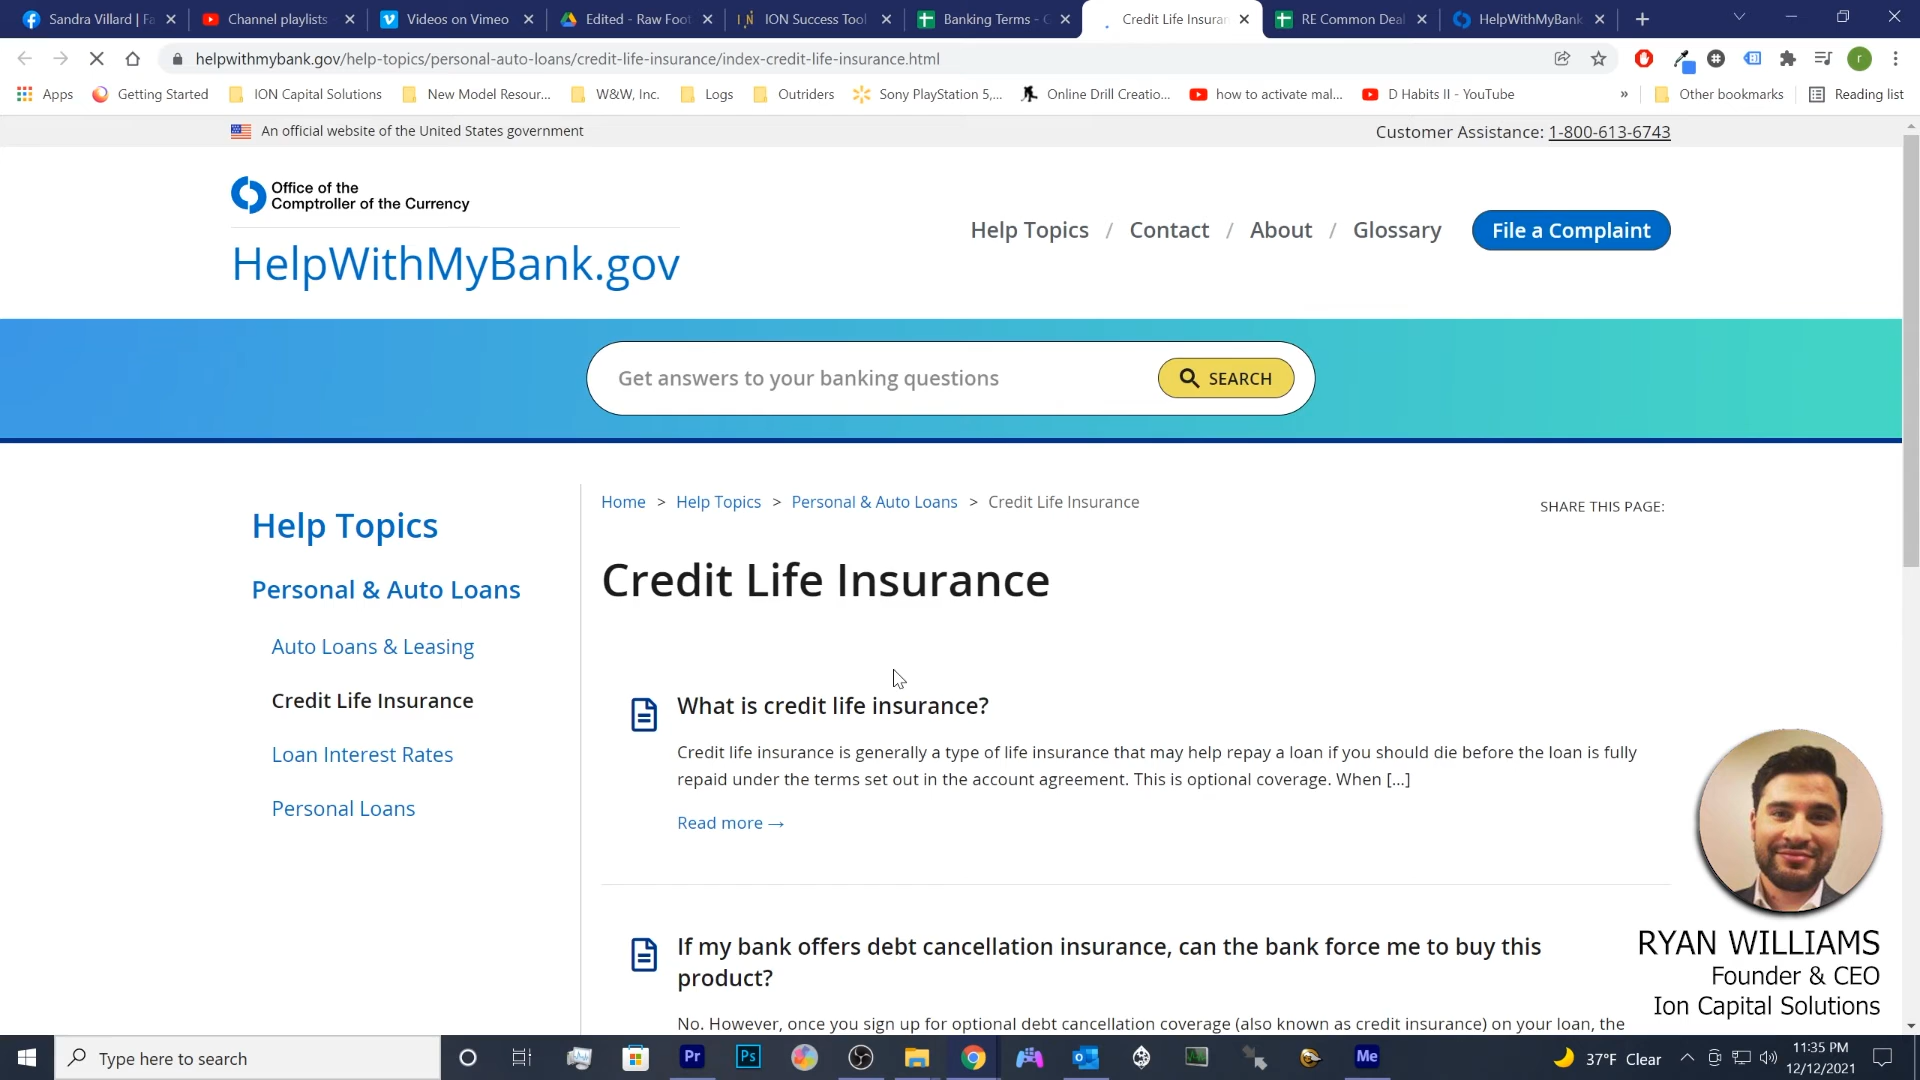 Sandra Villard | Fa
Channel playlists
Videos on Vimeo
Edited - Raw Foot
ION Success Tool
Banking Terms - G
Credit Life Insuran
RE Common Deal
HelpWithMyBank
helpwithmybank.gov/help-topics/personal-auto-loans/credit-life-insurance/index-credit-life-insurance.html
Apps
Getting Started
ION Capital Solutions
New Model Resour...
W&W, Inc.
Logs
Outriders
Sony PlayStation 5,...
Online Drill Creatio...
how to activate mal...
D Habits II - YouTube
»
Other bookmarks
Reading list
An official website of the United States government
Customer Assistance: 1-800-613-6743
Office of the
Comptroller of the Currency
HelpWithMyBank.gov
Help Topics / Contact / About / Glossary
File a Complaint
Get answers to your banking questions
SEARCH
Help Topics
Personal & Auto Loans
Auto Loans & Leasing
Credit Life Insurance
Loan Interest Rates
Personal Loans
Home > Help Topics > Personal & Auto Loans > Credit Life Insurance
SHARE THIS PAGE:
Credit Life Insurance
What is credit life insurance?
Credit life insurance is generally a type of life insurance that may help repay a loan if you should die before the loan is fully
repaid under the terms set out in the account agreement. This is optional coverage. When [...]
Read more →
If my bank offers debt cancellation insurance, can the bank force me to buy this
product?
No. However, once you sign up for optional debt cancellation coverage (also known as credit insurance) on your loan, the
RYAN WILLIAMS
Founder & CEO
Ion Capital Solutions
Type here to search
Pr
Ps
Me
37°F Clear
11:35 PM
12/12/2021